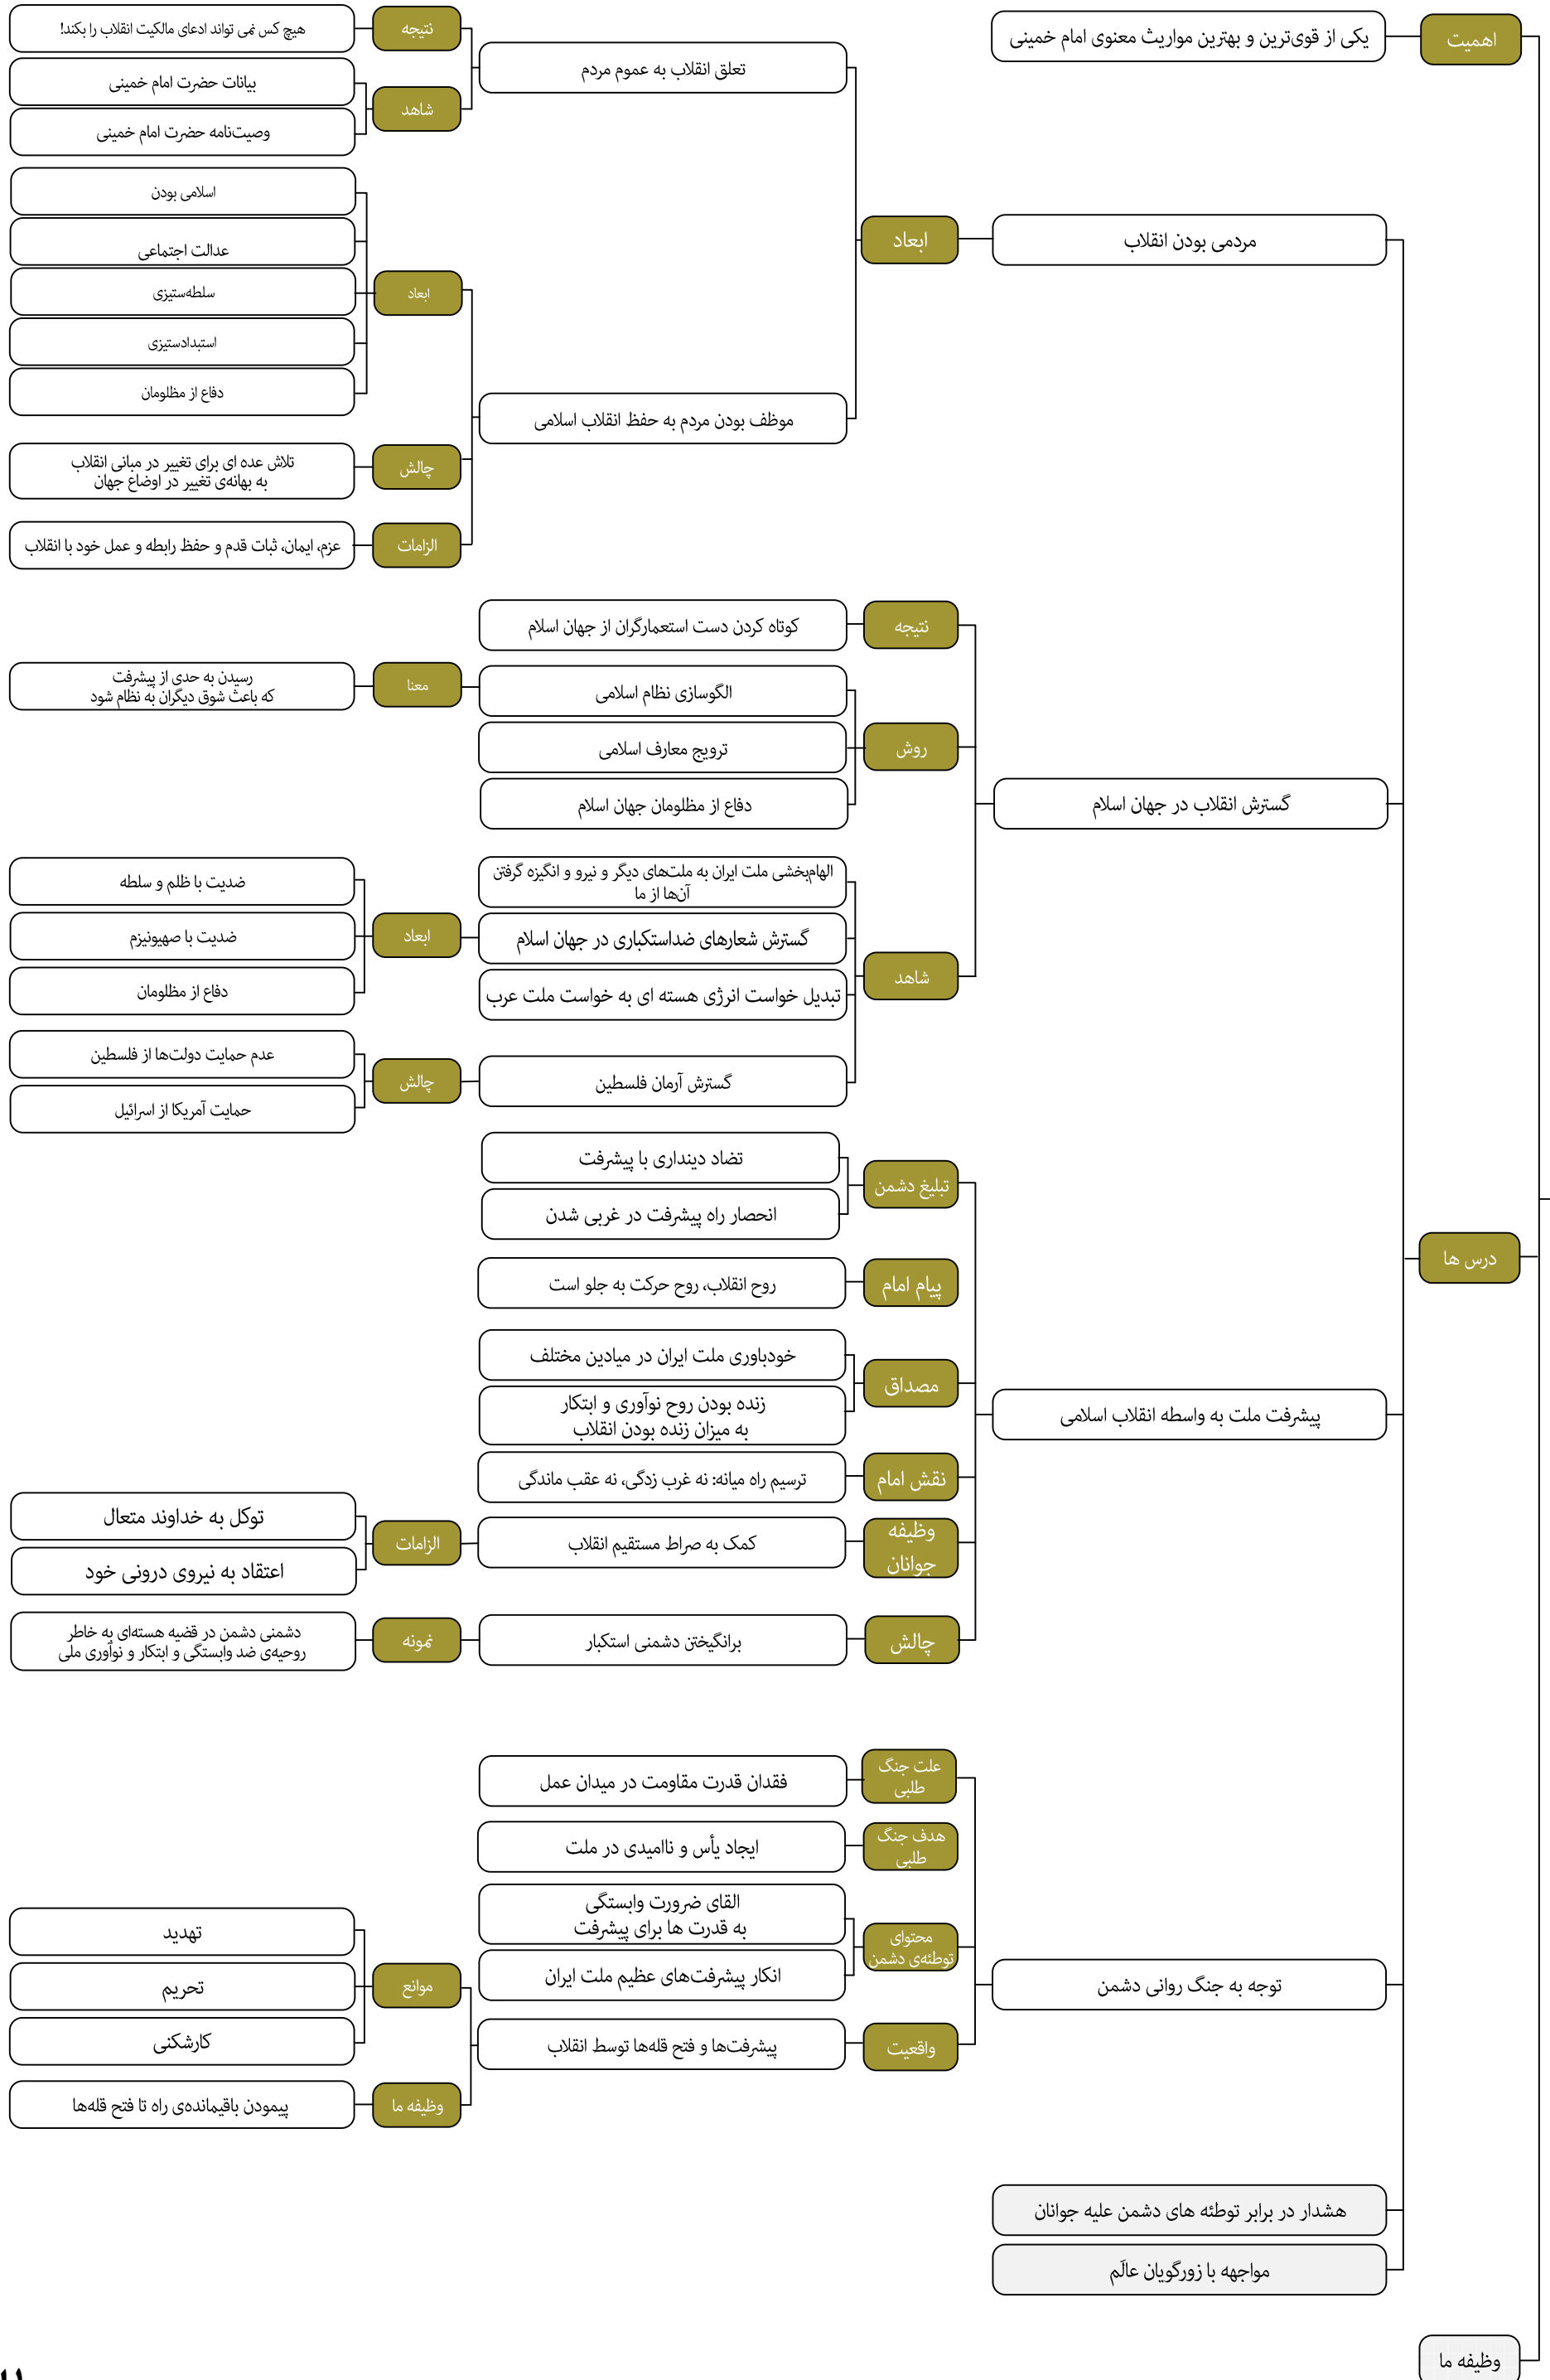 اهمیت
یکی از قوی‌ترین و بهترین مواریث معنوی امام خمینی
درس ها
مردمی بودن انقلاب
ابعاد
تعلق انقلاب به عموم مردم
نتیجه
هیچ کس نمی تواند ادعای مالکیت انقلاب را بکند!
شاهد
بیانات حضرت امام خمینی
وصیت‌نامه حضرت امام خمینی
موظف بودن مردم به حفظ انقلاب اسلامی
ابعاد
اسلامی بودن
عدالت اجتماعی
سلطه‌ستیزی
استبدادستیزی
دفاع از مظلومان
چالش
تلاش عده ای برای تغییر در مبانی انقلاب
به بهانه‌ی تغییر در اوضاع جهان
الزامات
عزم، ایمان، ثبات قدم و حفظ رابطه و عمل خود با انقلاب
گسترش انقلاب در جهان اسلام
نتیجه
کوتاه کردن دست استعمارگران از جهان اسلام
روش
الگوسازی نظام اسلامی
معنا
رسیدن به حدی از پیشرفت
که باعث شوق دیگران به نظام شود
ترویج معارف اسلامی
دفاع از مظلومان جهان اسلام
شاهد
الهام‌بخشی ملت ایران به ملت‌های دیگر و نیرو و انگیزه گرفتن
آن‌ها از ما
گسترش شعارهای ضداستکباری در جهان اسلام
ابعاد
ضدیت با ظلم و سلطه
ضدیت با صهیونیزم
دفاع از مظلومان
تبدیل خواست انرژی هسته ای به خواست ملت عرب
گسترش آرمان فلسطین
چالش
عدم حمایت دولت‌ها از فلسطین
حمایت آمریکا از اسرائیل
پیشرفت ملت به واسطه انقلاب اسلامی
تبلیغ دشمن
تضاد دینداری با پیشرفت
انحصار راه پیشرفت در غربی شدن
پیام امام
روح انقلاب، روح حرکت به جلو است
مصداق
خودباوری ملت ایران در میادین مختلف
زنده بودن روح نوآوری و ابتکار
به میزان زنده بودن انقلاب
نقش امام
ترسیم راه میانه: نه غرب زدگی، نه عقب ماندگی
وظیفه
جوانان
کمک به صراط مستقیم انقلاب
الزامات
توکل به خداوند متعال
اعتقاد به نیروی درونی خود
چالش
برانگیختن دشمنی استکبار
نمونه
دشمنی دشمن در قضیه هسته‌ای به خاطر
روحیه‌ی ضد وابستگی و ابتکار و نوآوری ملی
توجه به جنگ روانی دشمن
علت جنگ
طلبی
فقدان قدرت مقاومت در میدان عمل
هدف جنگ
طلبی
ایجاد یأس و ناامیدی در ملت
محتوای
توطئه‌ی دشمن
القای ضرورت وابستگی
به قدرت ها برای پیشرفت
انکار پیشرفت‌های عظیم ملت ایران
واقعیت
پیشرفت‌ها و فتح قله‌ها توسط انقلاب
موانع
تهدید
تحریم
کارشکنی
وظیفه ما
پیمودن باقیمانده‌ی راه تا فتح قله‌ها
هشدار در برابر توطئه های دشمن علیه جوانان
مواجهه با زورگویان عالَم
وظیفه ما